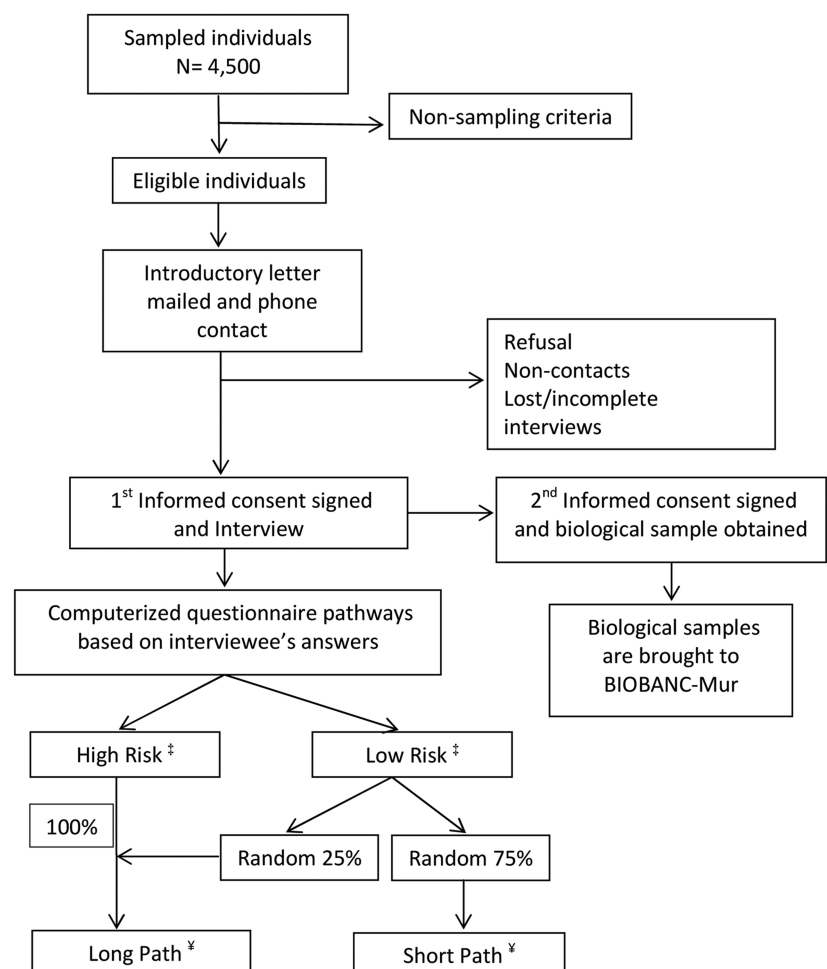 Sampled individuals
N= 4,500
Non-sampling criteria
Eligible individuals
Introductory letter
mailed and phone
contact
Refusal
Non-contacts
Lost/incomplete
interviews
1st Informed consent signed
and Interview
2nd Informed consent signed
and biological sample obtained
Computerized questionnaire pathways
based on interviewee’s answers
Biological samples
are brought to
BIOBANC-Mur
High Risk ‡
Low Risk ‡
100%
Random 25%
Random 75%
Long Path ¥
Short Path ¥